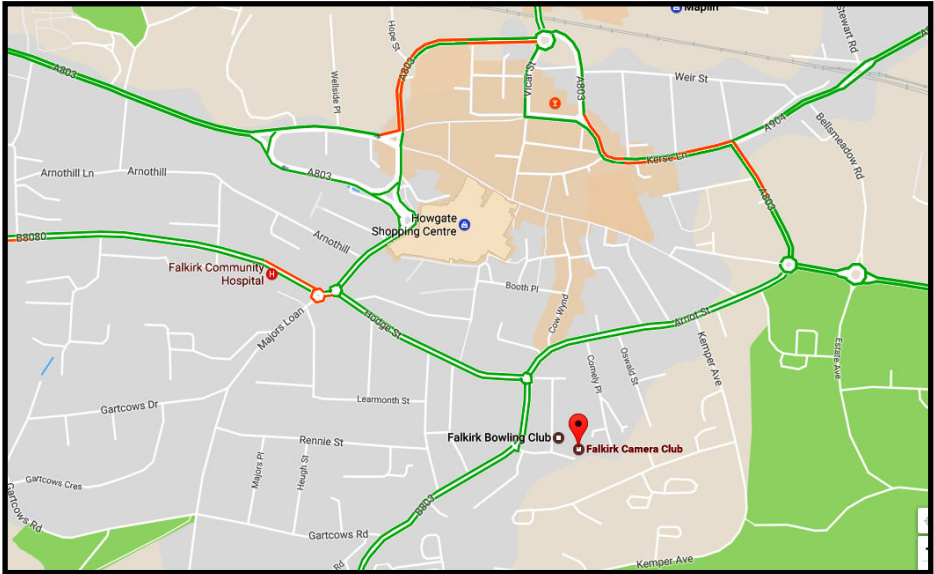 Maplin
Stewart Rd
Hope St
A803
A803
Wellside Pl
Vicar St
A803
Weir St
A904
Bellsmeadow Rd
Kerse Ln
Arnothill Ln
Arnothill
A803
A803
Howgate
Shopping Centre
Arnothill
B8080
Falkirk Community
Hospital
H
Booth Pl
Majors Loan
Hodge St
Cow Wynd
Arnot St
Kemper Ave
Estate Ave
Comely Pl
Oswald St
Gartcows Dr
Learmonth St
Rennie St
Falkirk Bowling Club
Falkirk Camera Club
Majors Pl
Heugh St
Gartcows Cres
Gartcows Rd
B803
Gartcows Rd
Rd
Kemper Ave